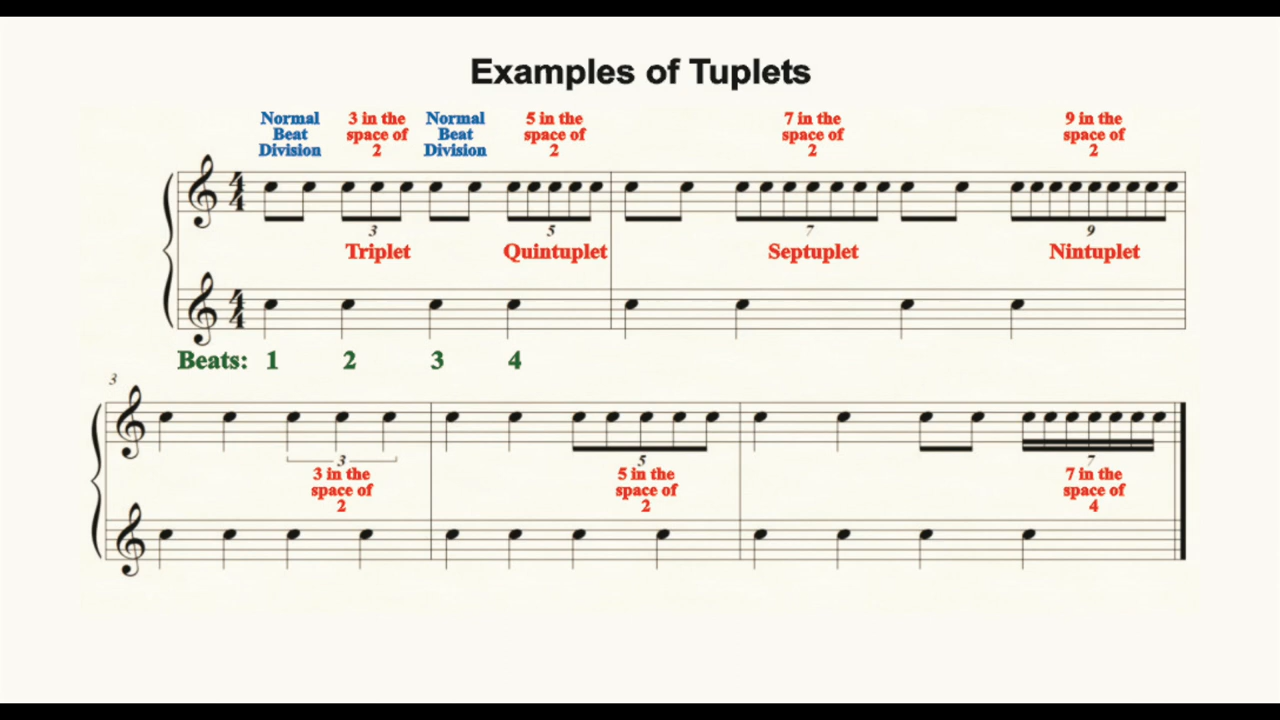 Examples of Tuplets
Normal
Beat
Division
3 in the
space of
2
Normal
Beat
Division
5 in the
space of
2
7 in the
space of
2
9 in the
space of
2
4
4
3
5
7
9
Triplet
Quintuplet
Septuplet
Nintuplet
4
4
Beats: 1 2 3 4
3
3
5
7
3 in the
space of
2
5 in the
space of
2
7 in the
space of
4